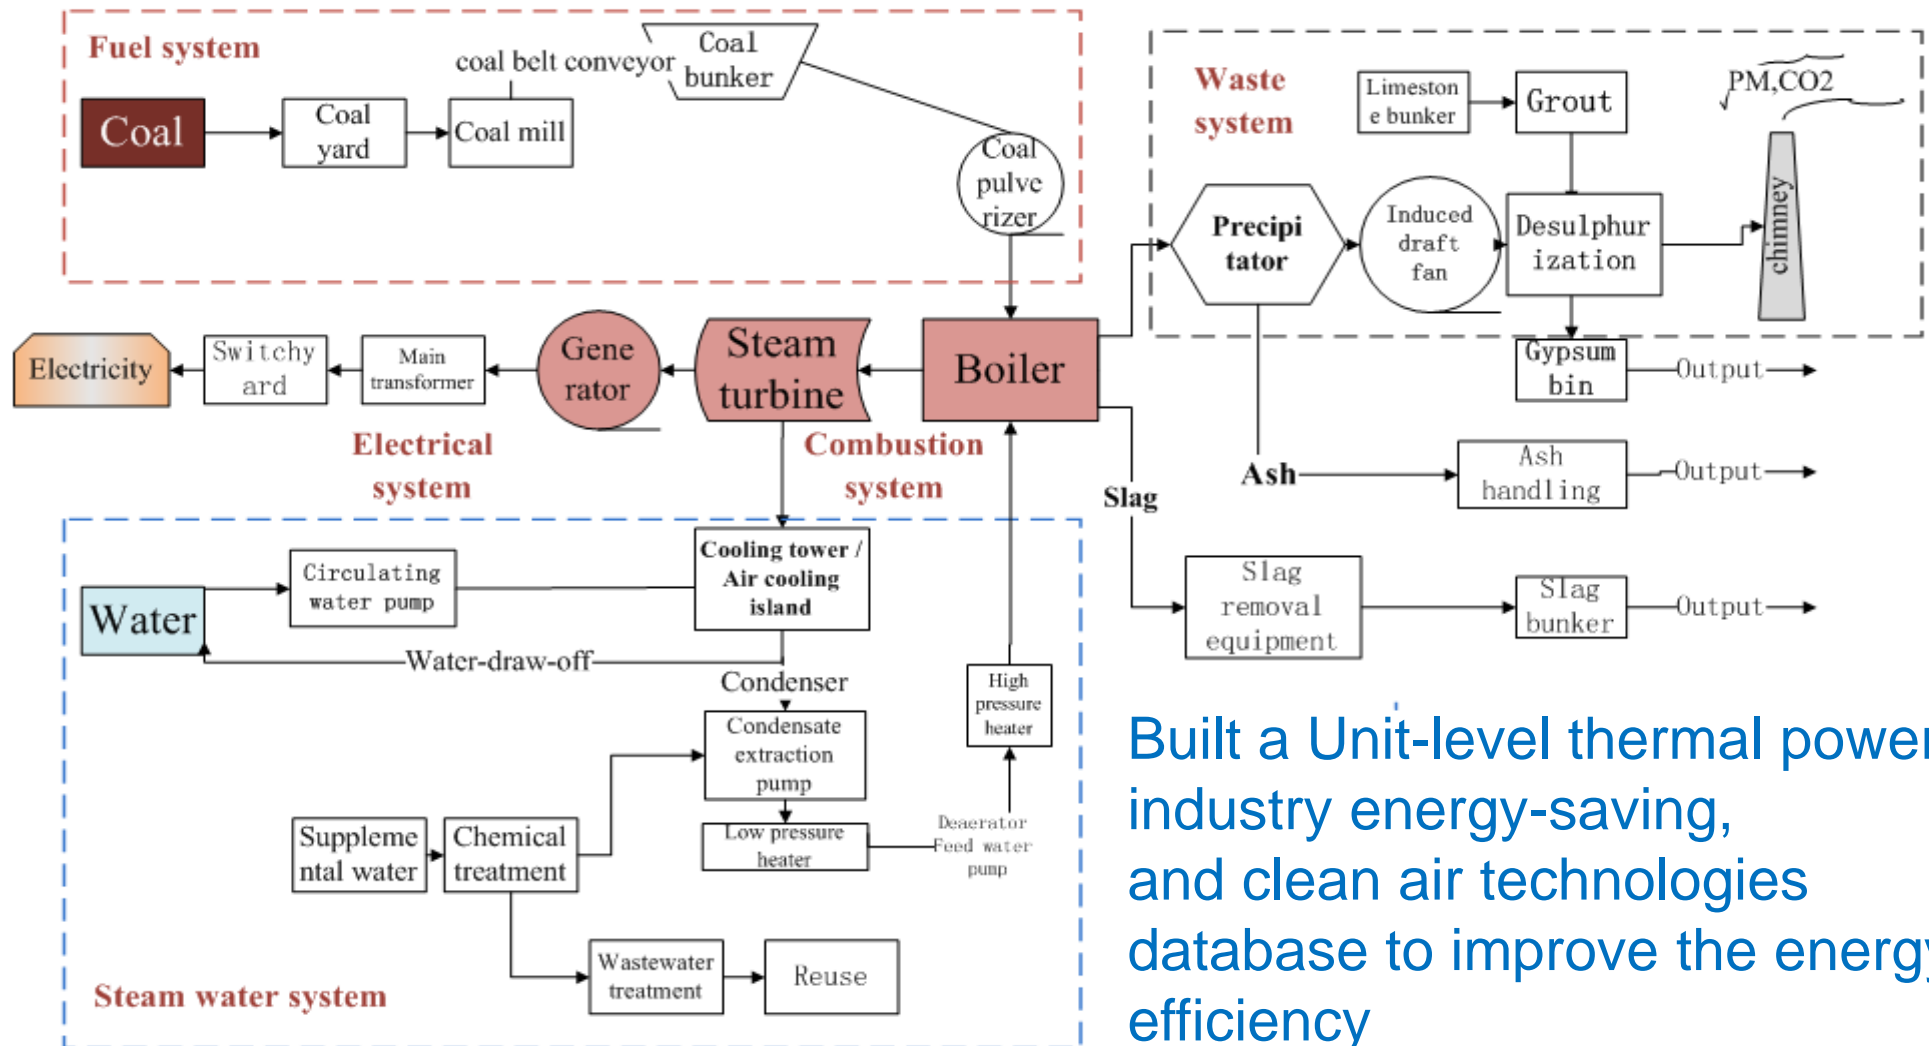 Fuel system
coal belt conveyor
Coal
bunker
Coal
Coal
yard
Coal mill
Coal
pulve
rizer
Waste
system
Limeston
e bunker
Grout
PM,CO2
Precipi
tator
Induced
draft
fan
Desulphur
ization
chimney
Gypsum
bin
Output
Electricity
Switchy
ard
Main
transformer
Gene
rator
Steam
turbine
Boiler
Electrical
system
Combustion
system
Slag
Ash
Ash
handling
Output
Slag
removal
equipment
Slag
bunker
Output
Water
Circulating
water pump
Cooling tower /
Air cooling
island
Water-draw-off
Condenser
Condensate
extraction
pump
High
pressure
heater
Low pressure
heater
Deaerator
Feed water
pump
Suppleme
ntal water
Chemical
treatment
Wastewater
treatment
Reuse
Steam water system
Built a Unit-level thermal power
industry energy-saving,
and clean air technologies
database to improve the energy
efficiency